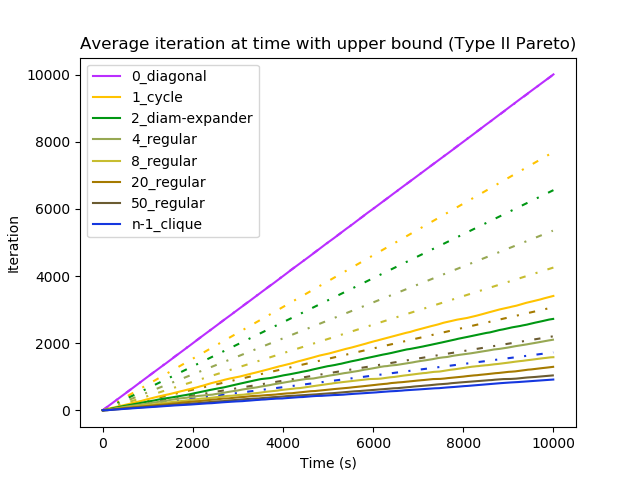 Average iteration at time with upper bound (Type II Pareto)
0_diagonal
1_cycle
2_diam-expander
4_regular
8_regular
20_regular
50_regular
n-1_clique
Iteration
10000
8000
6000
4000
2000
0
0 2000 4000 6000 8000 10000
Time (s)